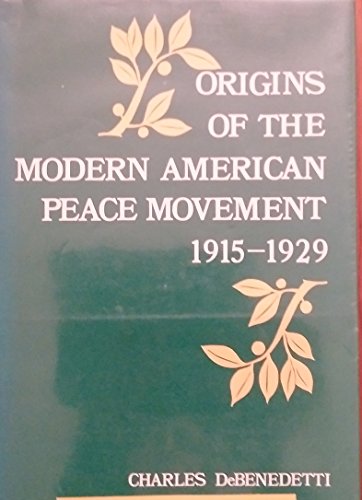 ORIGINS
OF THE
MODERN AMERICAN
PEACE MOVEMENT
1915–1929
CHARLES DeBENEDETTI